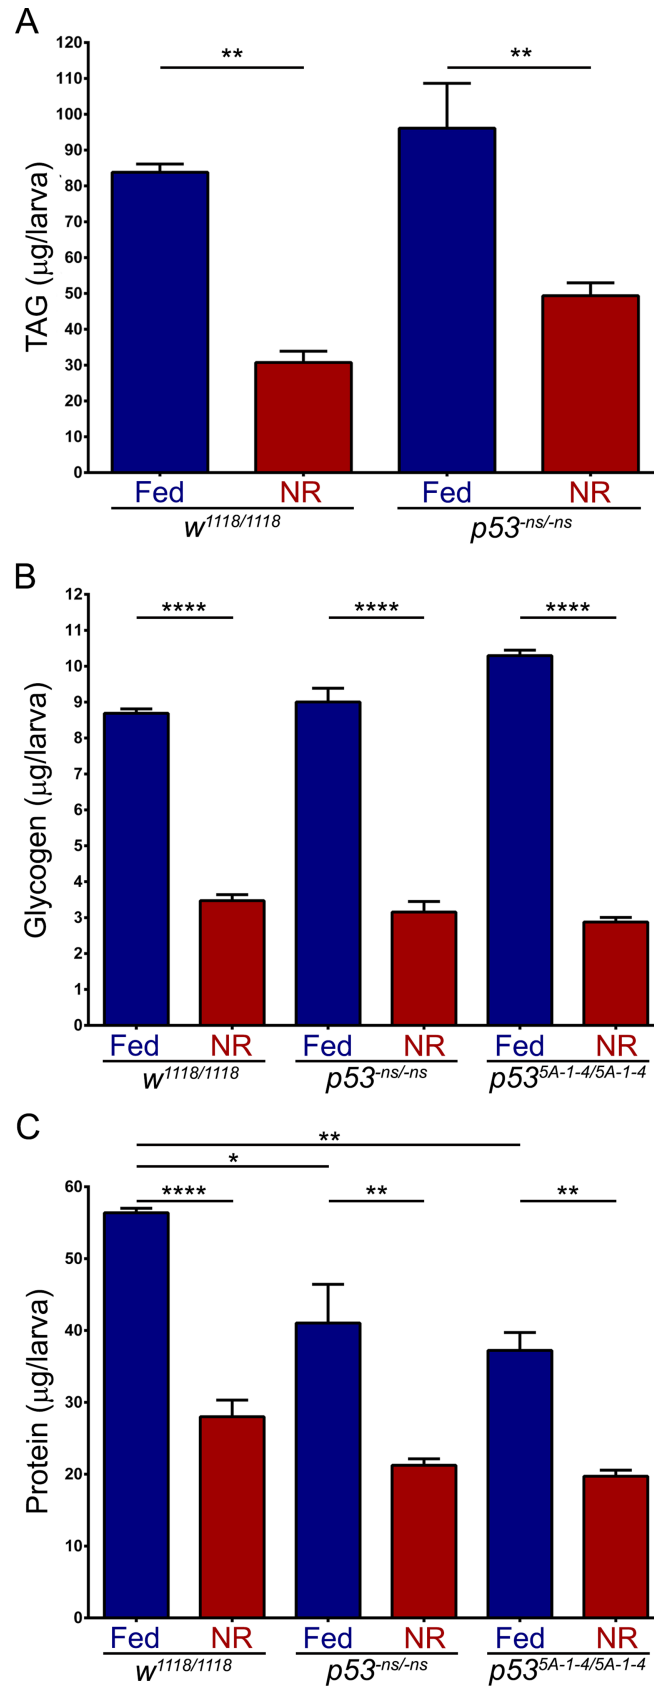 A
120
** **
110
100
90
80
70
60
50
40
30
20
10
0
TAG (μg/larva)
Fed NR Fed NR
w1118/1118 p53-ns/-ns
B
12
**** **** ****
11
10
9
8
7
6
5
4
3
2
1
0
Glycogen (μg/larva)
Fed NR Fed NR Fed NR
w1118/1118 p53-ns/-ns p535A-1-4/5A-1-4
C
**
*
60
**** ** **
50
40
30
20
10
0
Protein (μg/larva)
Fed NR Fed NR Fed NR
w1118/1118 p53-ns/-ns p535A-1-4/5A-1-4